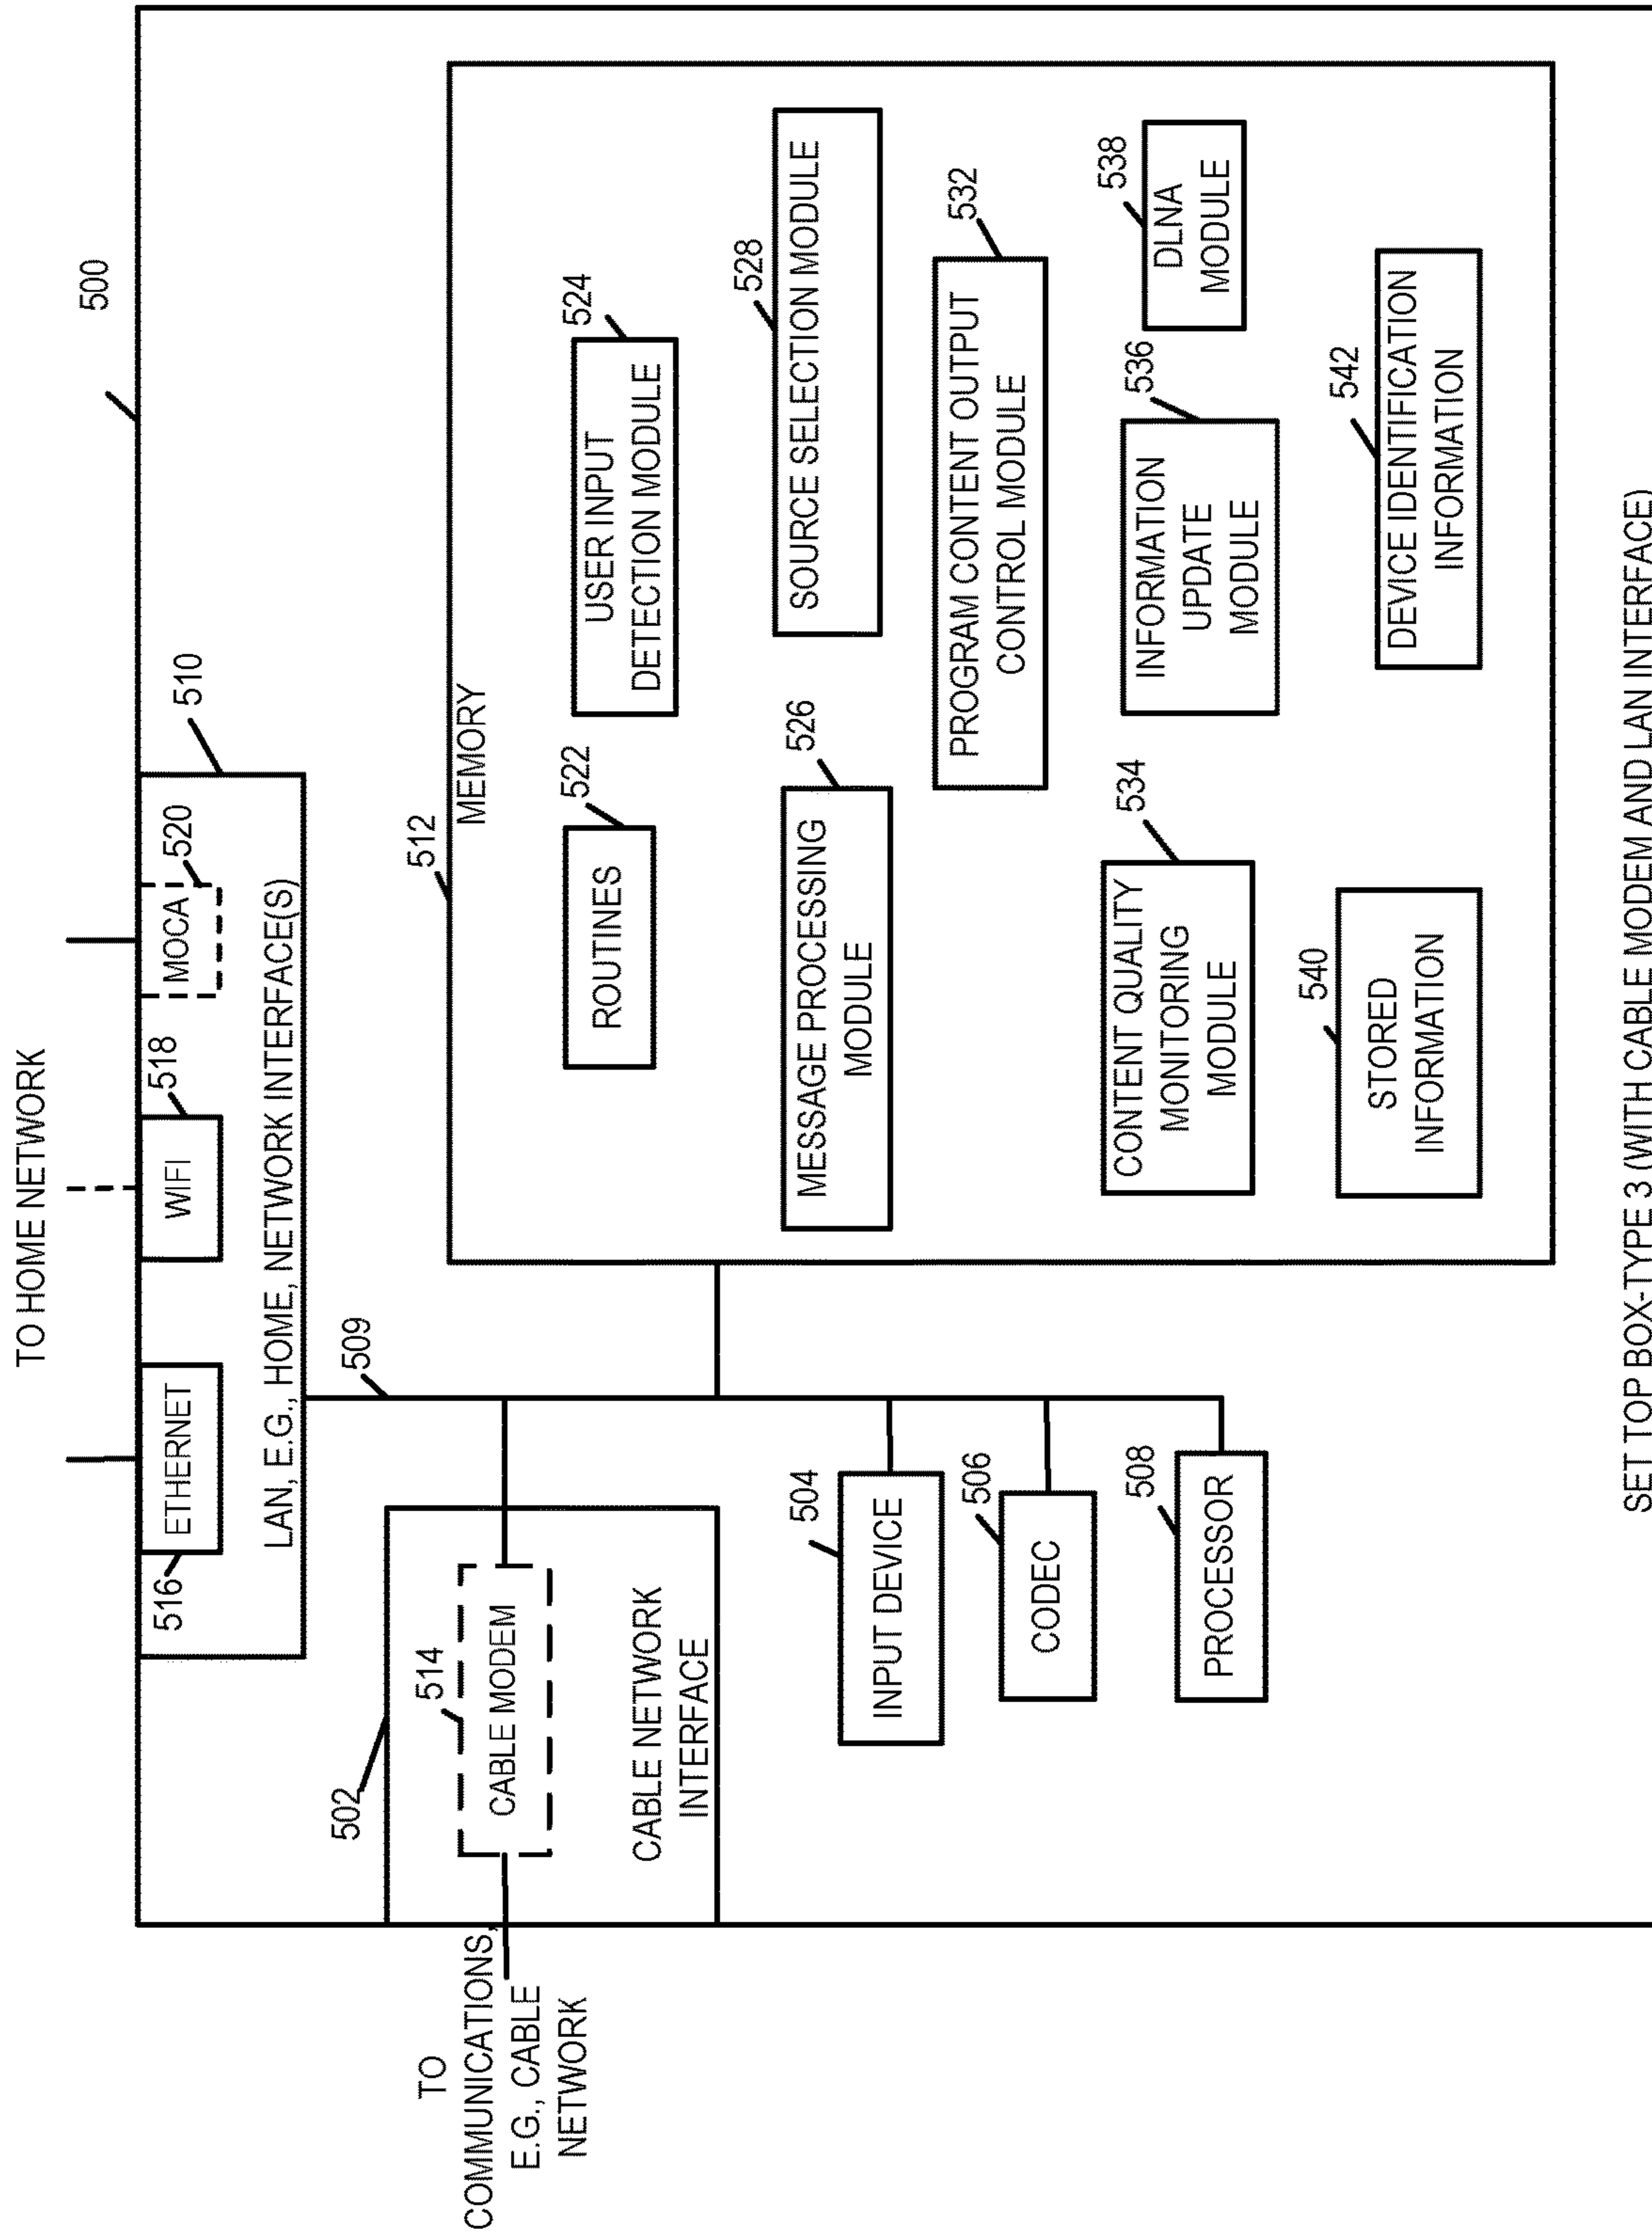 TO HOME NETWORK
500
510
516
ETHERNET
518
WIFI
520
MOCA
LAN, E.G., HOME, NETWORK INTERFACE(S)
TO
COMMUNICATIONS,
E.G., CABLE
NETWORK
502
514
CABLE MODEM
CABLE NETWORK
INTERFACE
509
504
INPUT DEVICE
506
CODEC
508
PROCESSOR
512
MEMORY
522
ROUTINES
524
USER INPUT
DETECTION MODULE
526
MESSAGE PROCESSING
MODULE
528
SOURCE SELECTION MODULE
532
PROGRAM CONTENT OUTPUT
CONTROL MODULE
534
CONTENT QUALITY
MONITORING
MODULE
536
INFORMATION
UPDATE
MODULE
538
DLNA
MODULE
540
STORED
INFORMATION
542
DEVICE IDENTIFICATION
INFORMATION
SET TOP BOX-TYPE 3 (WITH CABLE MODEM AND LAN INTERFACE)